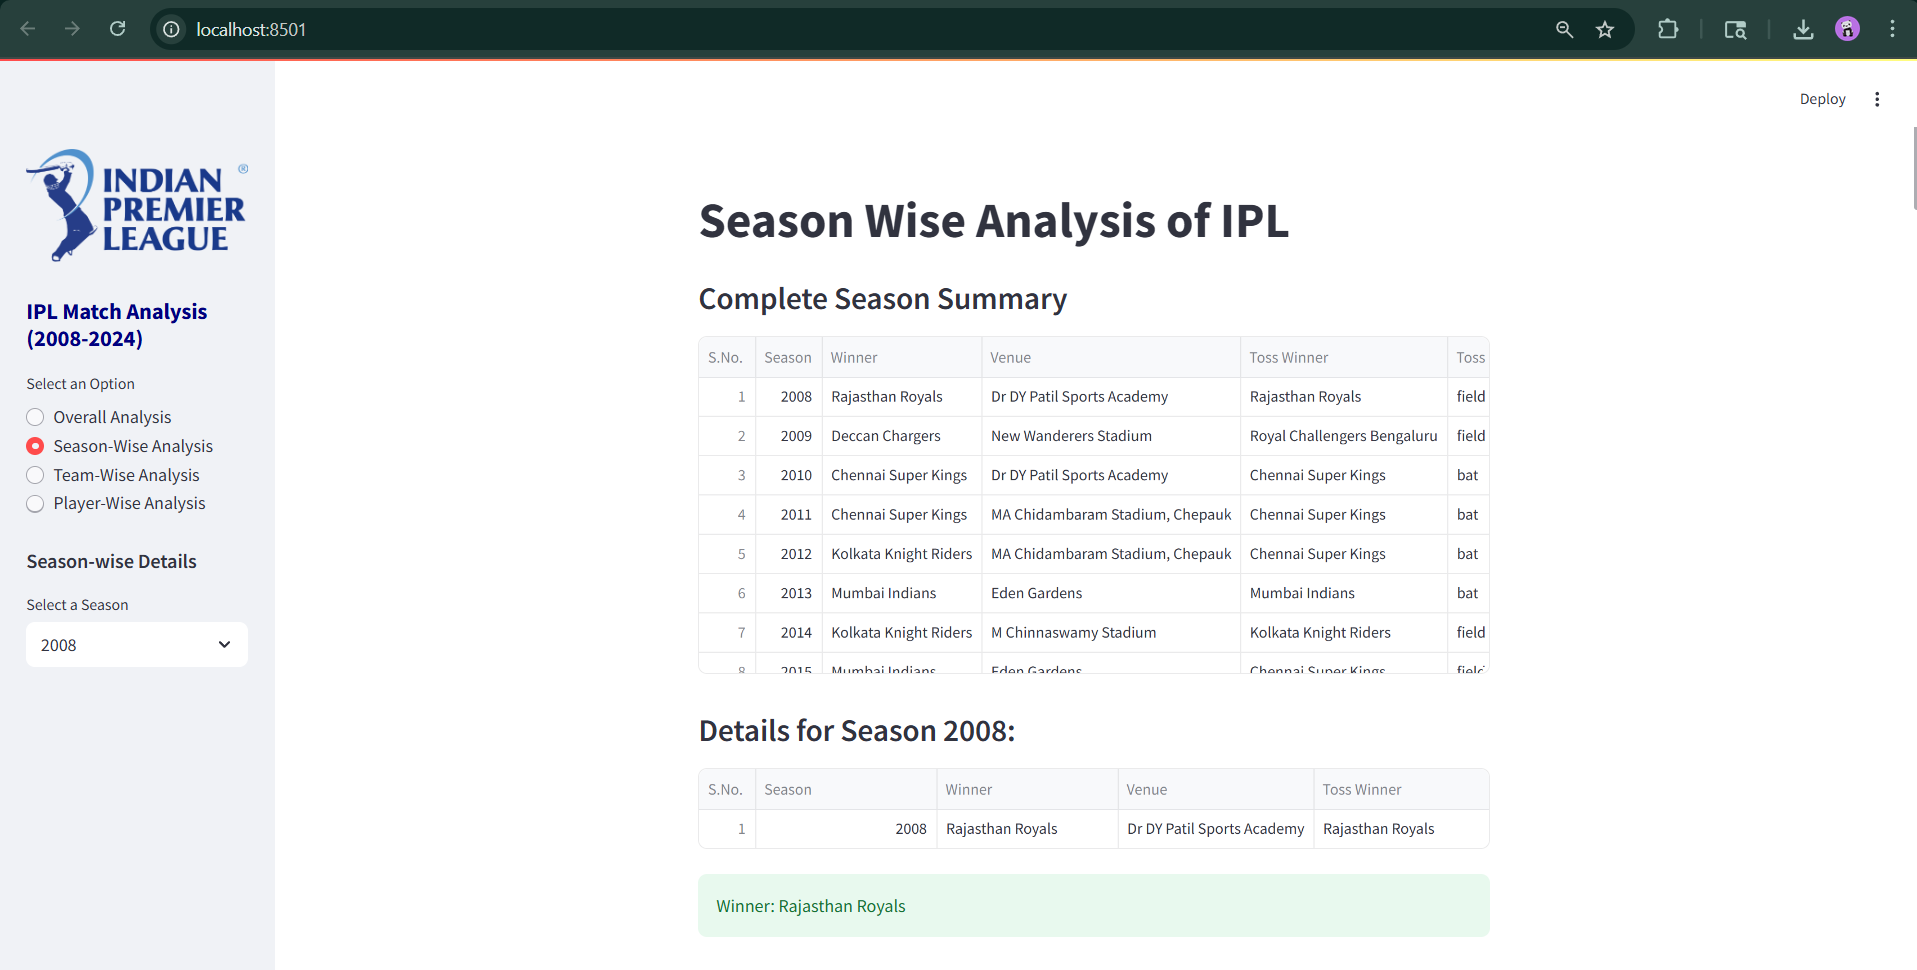 localhost:8501
Deploy
INDIAN ®
PREMIER
LEAGUE
IPL Match Analysis
(2008-2024)
Select an Option
Overall Analysis
Season-Wise Analysis
Team-Wise Analysis
Player-Wise Analysis
Season-wise Details
Select a Season
2008
Season Wise Analysis of IPL
Complete Season Summary
S.No. Season Winner Venue Toss Winner Toss
1 2008 Rajasthan Royals Dr DY Patil Sports Academy Rajasthan Royals field
2 2009 Deccan Chargers New Wanderers Stadium Royal Challengers Bengaluru field
3 2010 Chennai Super Kings Dr DY Patil Sports Academy Chennai Super Kings bat
4 2011 Chennai Super Kings MA Chidambaram Stadium, Chepauk Chennai Super Kings bat
5 2012 Kolkata Knight Riders MA Chidambaram Stadium, Chepauk Chennai Super Kings bat
6 2013 Mumbai Indians Eden Gardens Mumbai Indians bat
7 2014 Kolkata Knight Riders M Chinnaswamy Stadium Kolkata Knight Riders field
8 2015 Mumbai Indians Eden Gardens Chennai Super Kings field
Details for Season 2008:
S.No. Season Winner Venue Toss Winner
1 2008 Rajasthan Royals Dr DY Patil Sports Academy Rajasthan Royals
Winner: Rajasthan Royals